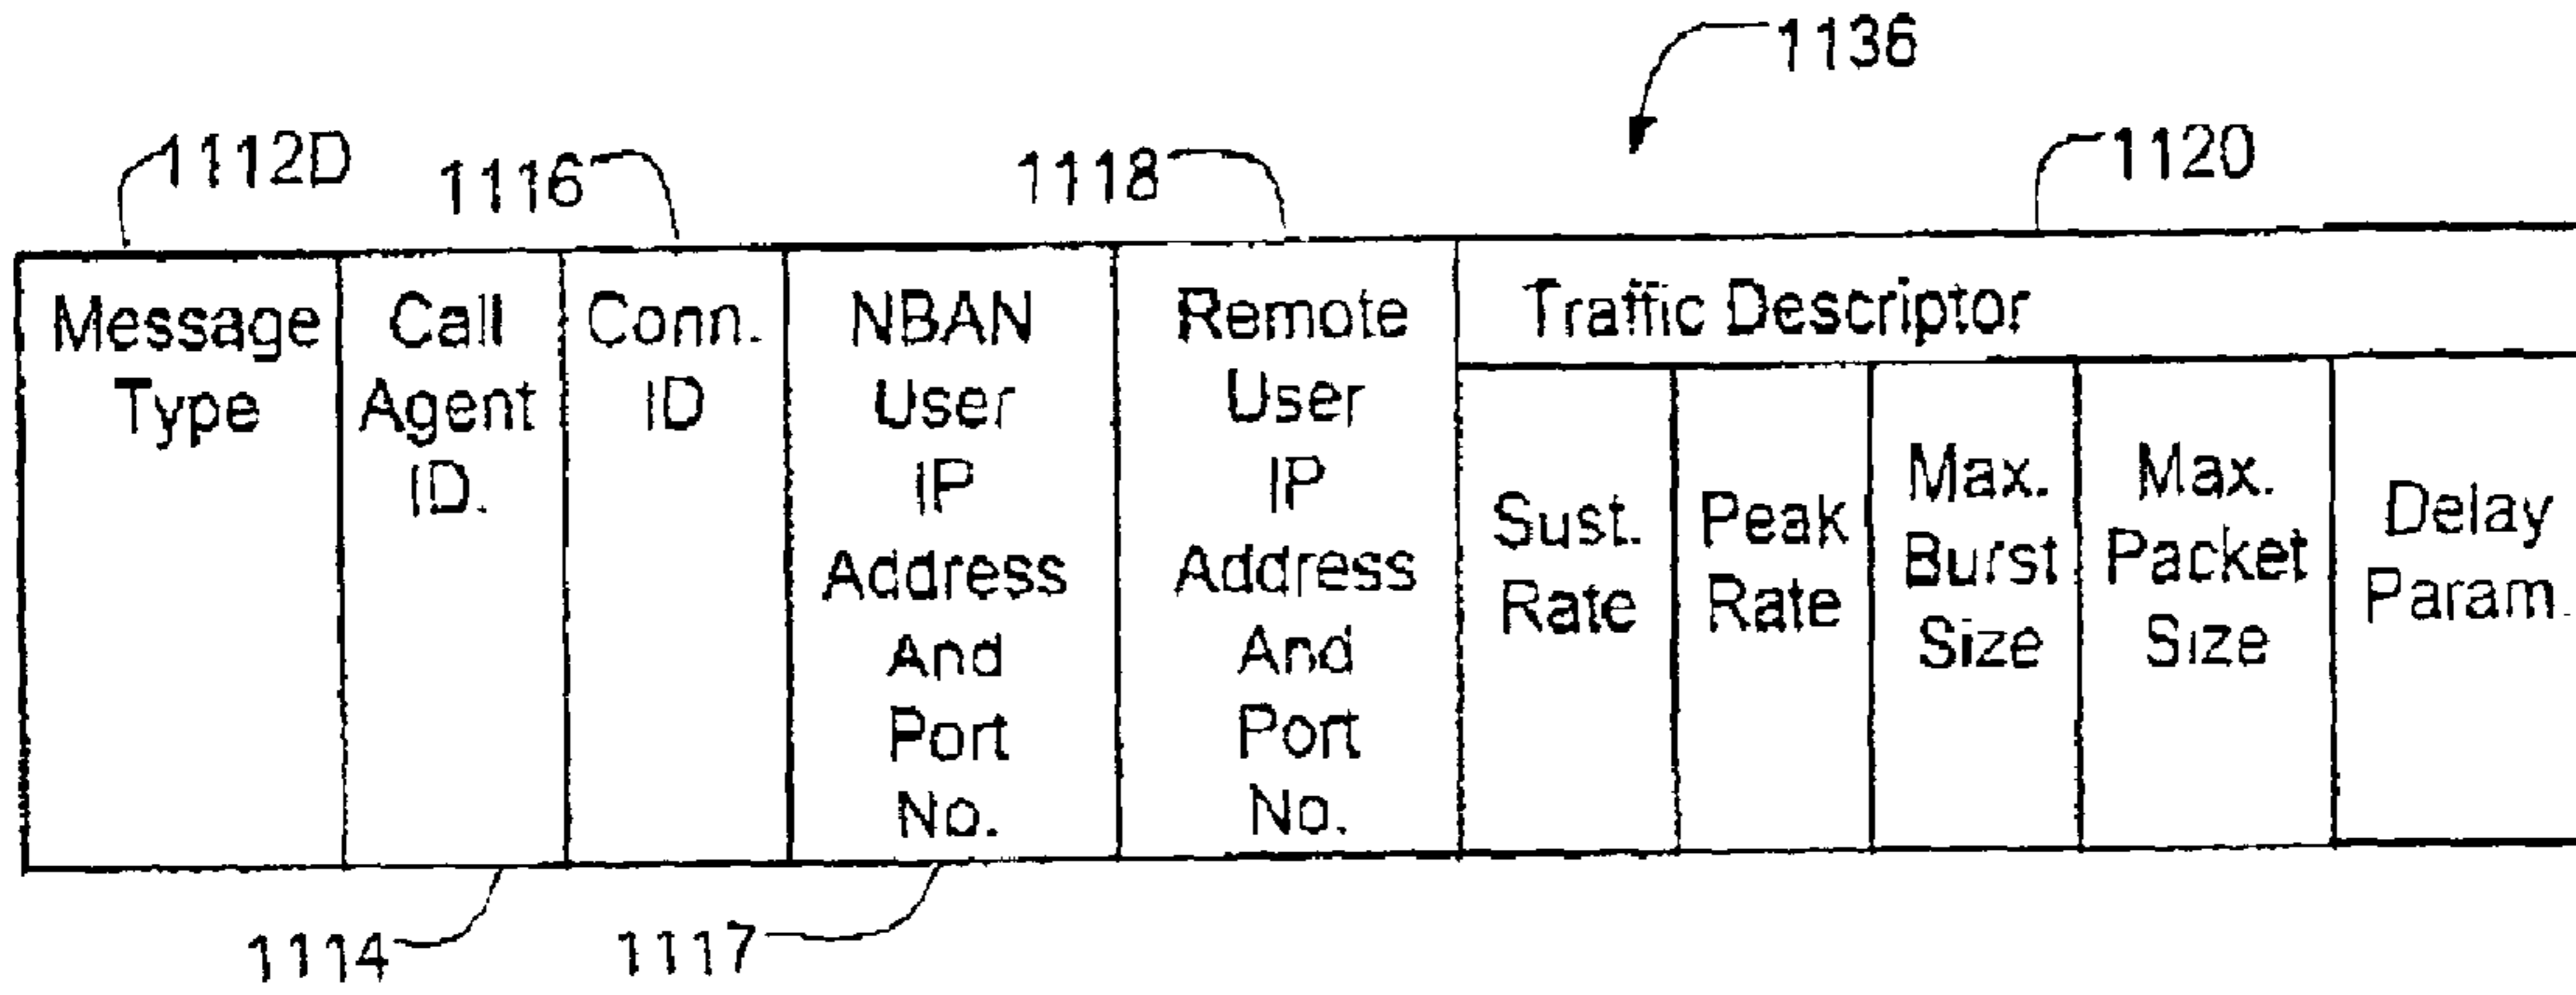 1136
1112D
1116
1118
1120
Message
Type
Call
Agent
ID.
Conn.
ID
NBAN
User
IP
Address
And
Port
No.
Remote
User
IP
Address
And
Port
No.
Traffic Descriptor
Sust.
Rate
Peak
Rate
Max.
Burst
Size
Max.
Packet
Size
Delay
Param.
1114
1117